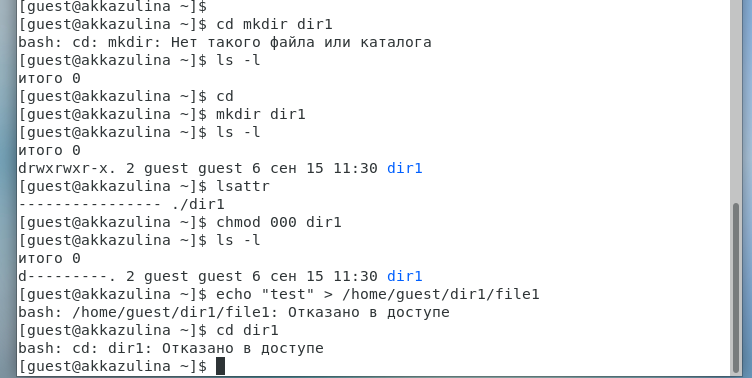 [guest@akkazulina ~]$
[guest@akkazulina ~]$ cd mkdir dir1
bash: cd: mkdir: Нет такого файла или каталога
[guest@akkazulina ~]$ ls -l
итого 0
[guest@akkazulina ~]$ cd
[guest@akkazulina ~]$ mkdir dir1
[guest@akkazulina ~]$ ls -l
итого 0
drwxrwxr-x. 2 guest guest 6 сен 15 11:30 dir1
[guest@akkazulina ~]$ lsattr
---------------- ./dir1
[guest@akkazulina ~]$ chmod 000 dir1
[guest@akkazulina ~]$ ls -l
итого 0
d---------. 2 guest guest 6 сен 15 11:30 dir1
[guest@akkazulina ~]$ echo "test" > /home/guest/dir1/file1
bash: /home/guest/dir1/file1: Отказано в доступе
[guest@akkazulina ~]$ cd dir1
bash: cd: dir1: Отказано в доступе
[guest@akkazulina ~]$